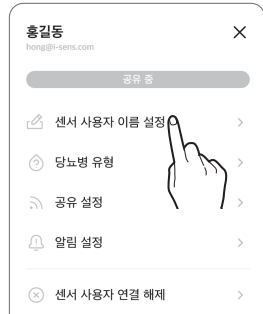 홍길동
hong@i-sens.com
공유 중
센서 사용자 이름 설정
당뇨병 유형
공유 설정
알림 설정
센서 사용자 연결 해제